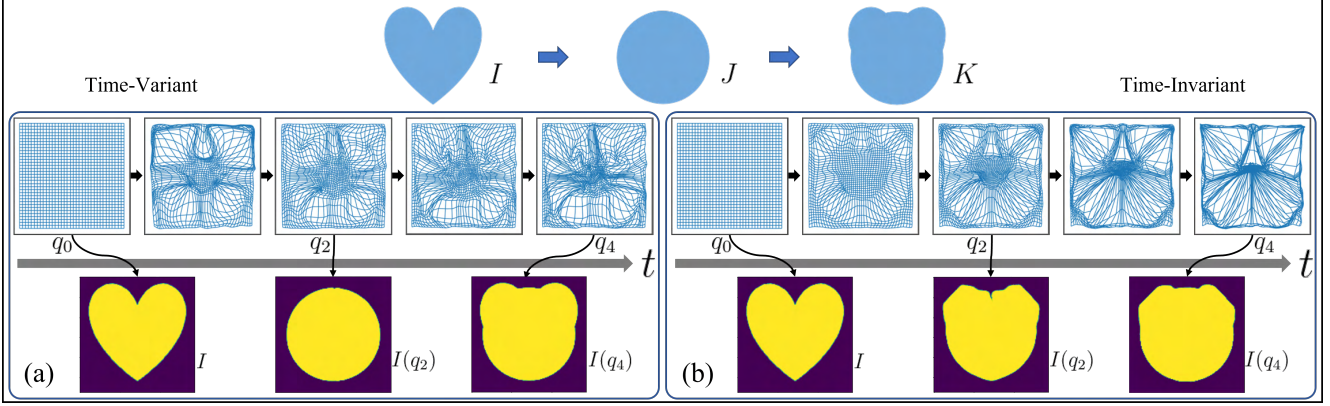 I J K
Time-Variant Time-Invariant
q0 q2 q4 t
I I(q2) I(q4)
(a)
q0 q2 q4 t
I I(q2) I(q4)
(b)